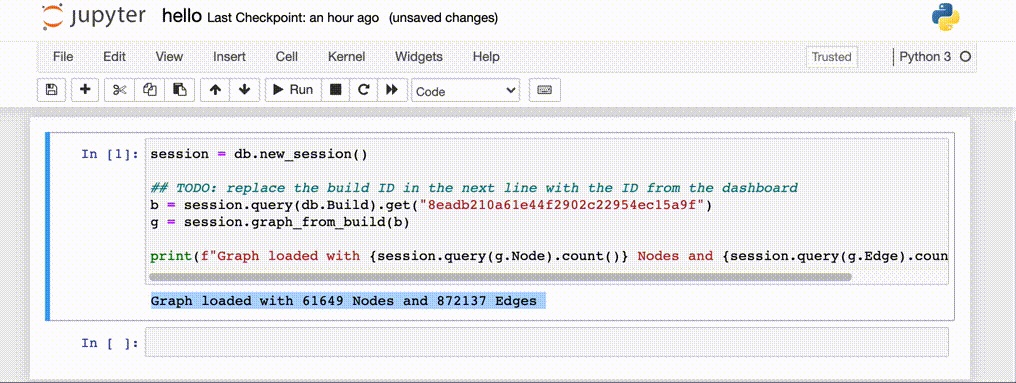 jupyter hello Last Checkpoint: an hour ago (unsaved changes)
File Edit View Insert Cell Kernel Widgets Help Trusted Python 3
Run Code
In [1]: session = db.new_session()
## TODO: replace the build ID in the next line with the ID from the dashboard
b = session.query(db.Build).get("8eadb210a61e44f2902c22954ec15a9f")
g = session.graph_from_build(b)
print(f"Graph loaded with {session.query(g.Node).count()} Nodes and {session.query(g.Edge).coun
Graph loaded with 61649 Nodes and 872137 Edges
In [ ]: